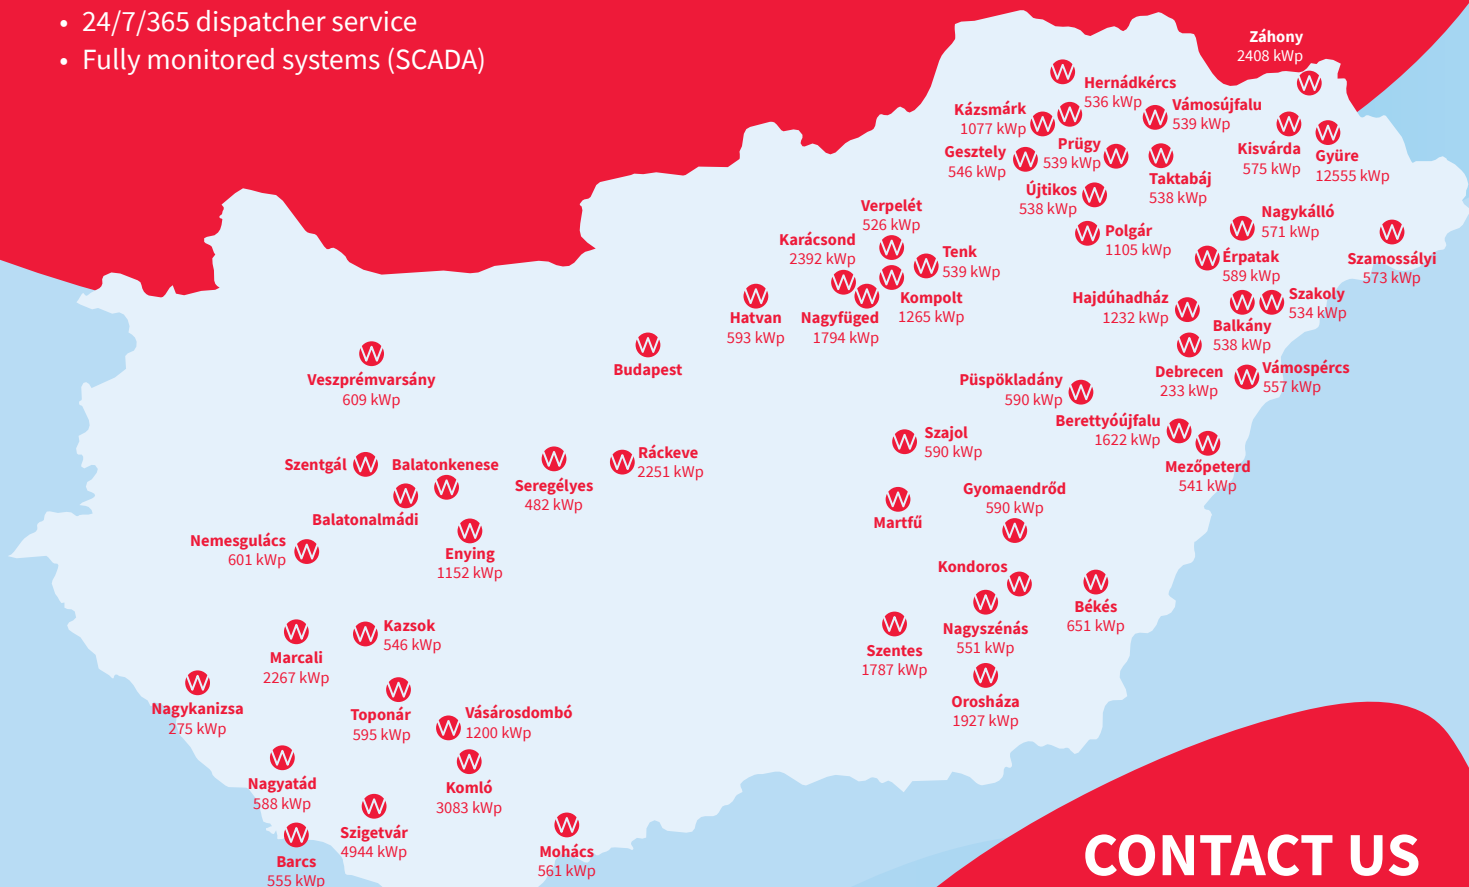 • 24/7/365 dispatcher service
• Fully monitored systems (SCADA)
Záhony
2408 kWp
Hernádkércs
536 kWp
Kázsmárk
1077 kWp
Vámosújfalu
539 kWp
Gesztely
546 kWp
Prügy
539 kWp
Kisvárda
575 kWp
Gyüre
12555 kWp
Taktabáj
538 kWp
Újtikos
538 kWp
Verpelét
526 kWp
Nagykálló
571 kWp
Polgár
1105 kWp
Karácsond
2392 kWp
Tenk
539 kWp
Érpatak
589 kWp
Szamossályi
573 kWp
Kompolt
1265 kWp
Hajdúhadház
1232 kWp
Szakoly
534 kWp
Hatvan
593 kWp
Nagyfüged
1794 kWp
Balkány
538 kWp
Budapest
Veszprémvarsány
609 kWp
Debrecen
233 kWp
Vámospércs
557 kWp
Püspökladány
590 kWp
Berettyóújfalu
1622 kWp
Szajol
590 kWp
Mezőpeterd
541 kWp
Szentgál
Balatonkenese
Ráckeve
2251 kWp
Seregélyes
482 kWp
Gyomaendrőd
590 kWp
Balatonalmádi
Martfű
Nemesgulács
601 kWp
Enying
1152 kWp
Kondoros
Békés
651 kWp
Kazsok
546 kWp
Nagyszénás
551 kWp
Marcali
2267 kWp
Szentes
1787 kWp
Orosháza
1927 kWp
Nagykanizsa
275 kWp
Toponár
595 kWp
Vásárosdombó
1200 kWp
Nagyatád
588 kWp
Komló
3083 kWp
Szigetvár
4944 kWp
Mohács
561 kWp
Barcs
555 kWp
CONTACT US